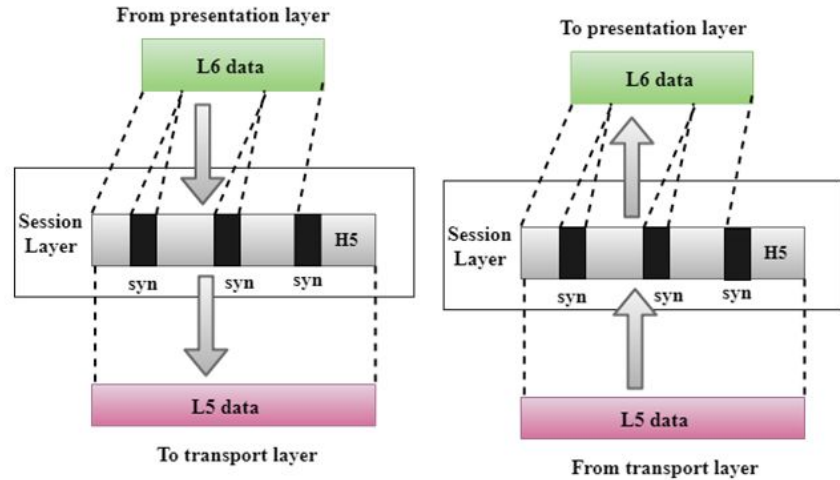 From presentation layer
L6 data
Session
Layer
H5
syn syn syn
L5 data
To transport layer
To presentation layer
L6 data
Session
Layer
H5
syn syn syn
L5 data
From transport layer